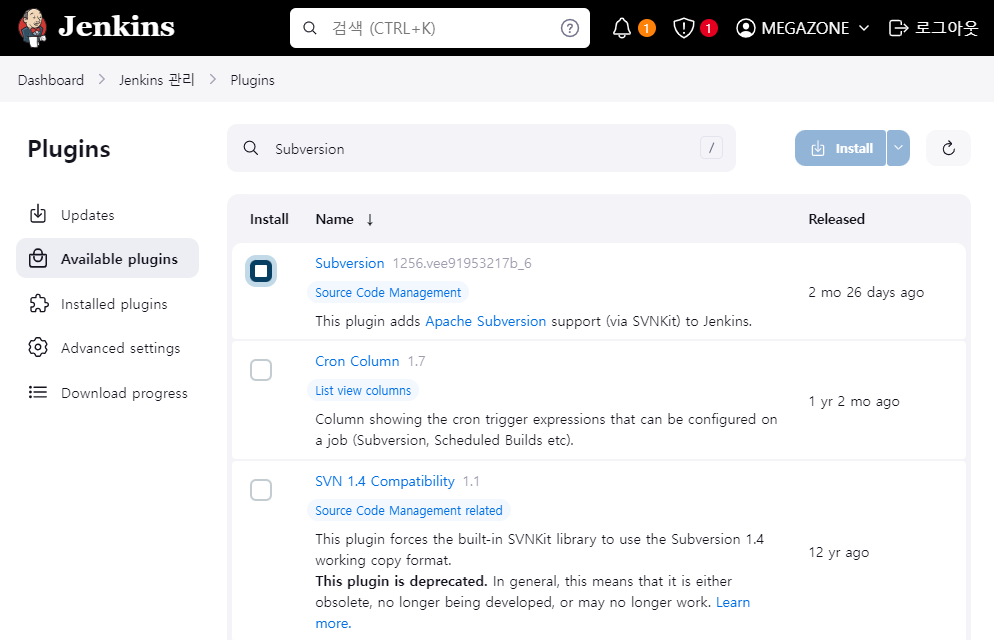 Jenkins
검색 (CTRL+K)
1
1
MEGAZONE
로그아웃
Dashboard
Jenkins 관리
Plugins
Plugins
Subversion
/
Install
Updates
Available plugins
Installed plugins
Advanced settings
Download progress
Install Name ↓ Released
Subversion 1256.vee91953217b_6
Source Code Management
This plugin adds Apache Subversion support (via SVNKit) to Jenkins.
2 mo 26 days ago
Cron Column 1.7
List view columns
Column showing the cron trigger expressions that can be configured on
a job (Subversion, Scheduled Builds etc).
1 yr 2 mo ago
SVN 1.4 Compatibility 1.1
Source Code Management related
This plugin forces the built-in SVNKit library to use the Subversion 1.4
working copy format.
This plugin is deprecated. In general, this means that it is either
obsolete, no longer being developed, or may no longer work. Learn
more.
12 yr ago